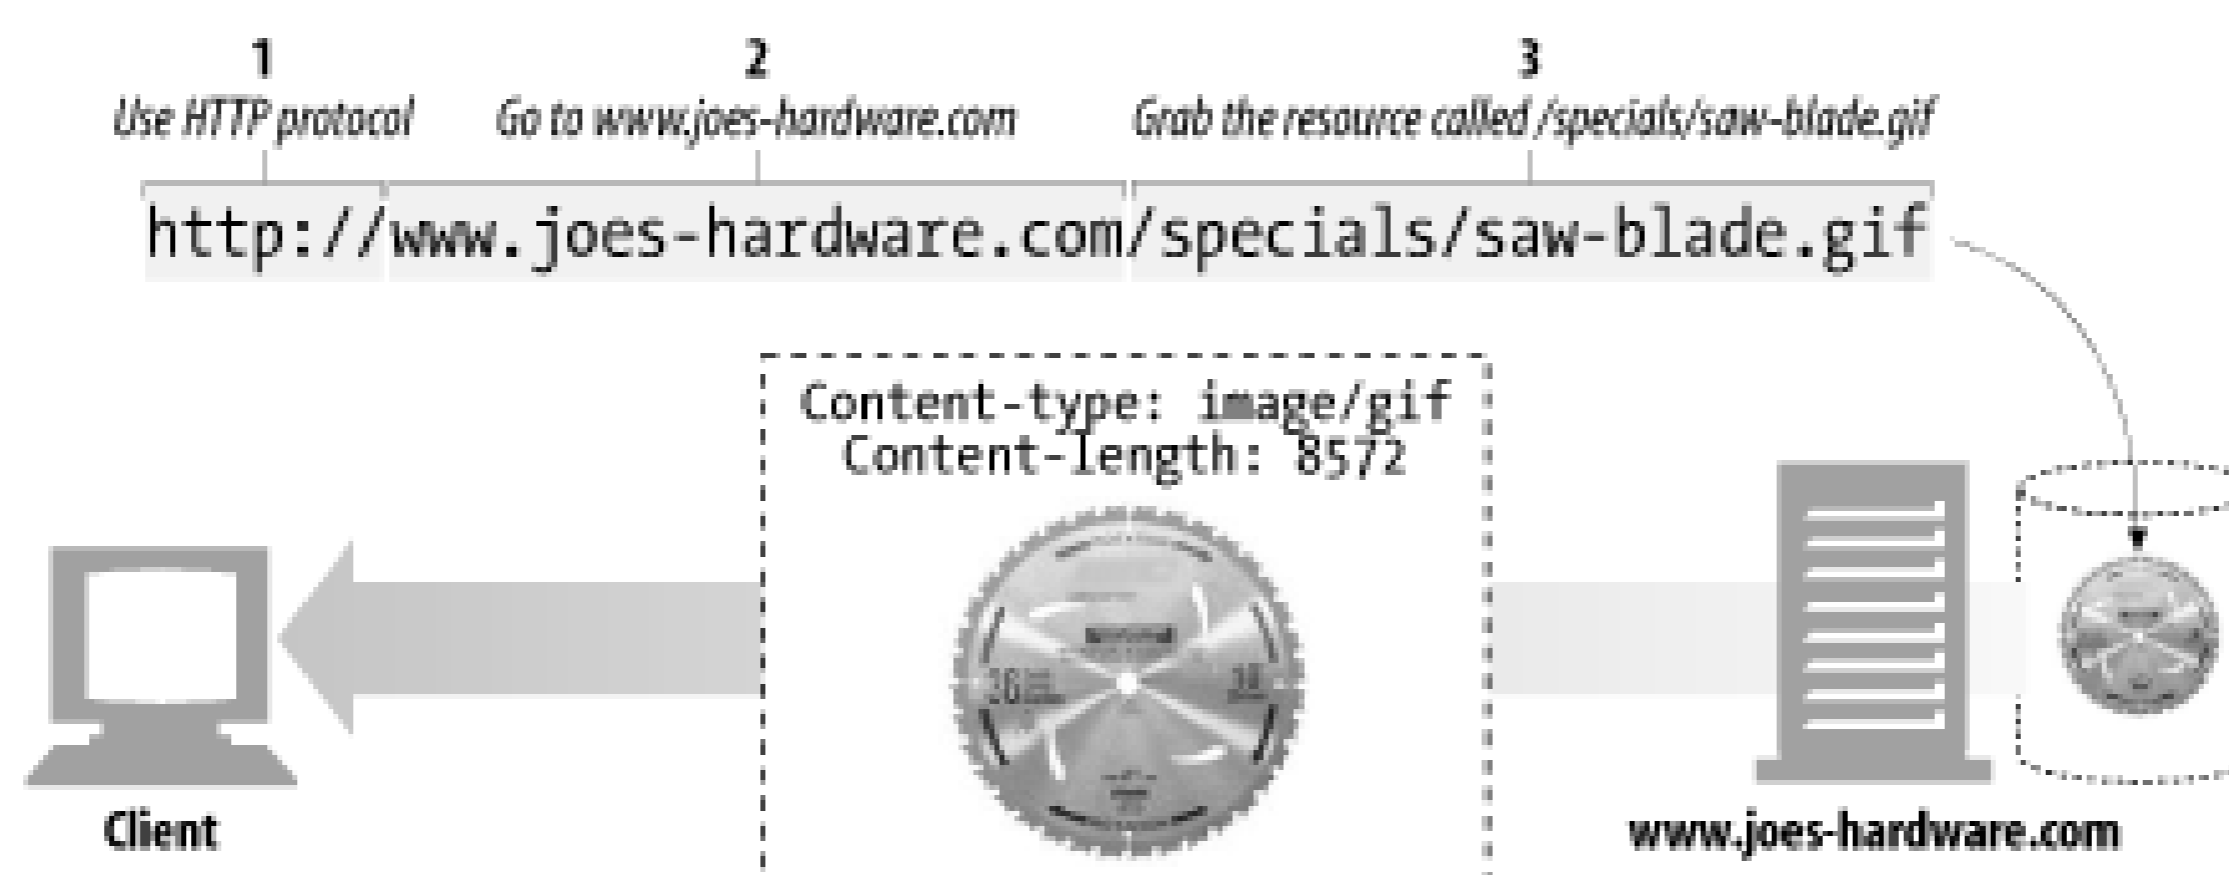 1
2
3
Use HTTP protocol
Go to www.joes-hardware.com
Grab the resource called /specials/saw-blade.gif
http://www.joes-hardware.com/specials/saw-blade.gif
Content-type: image/gif
Content-length: 8572
Client
www.joes-hardware.com